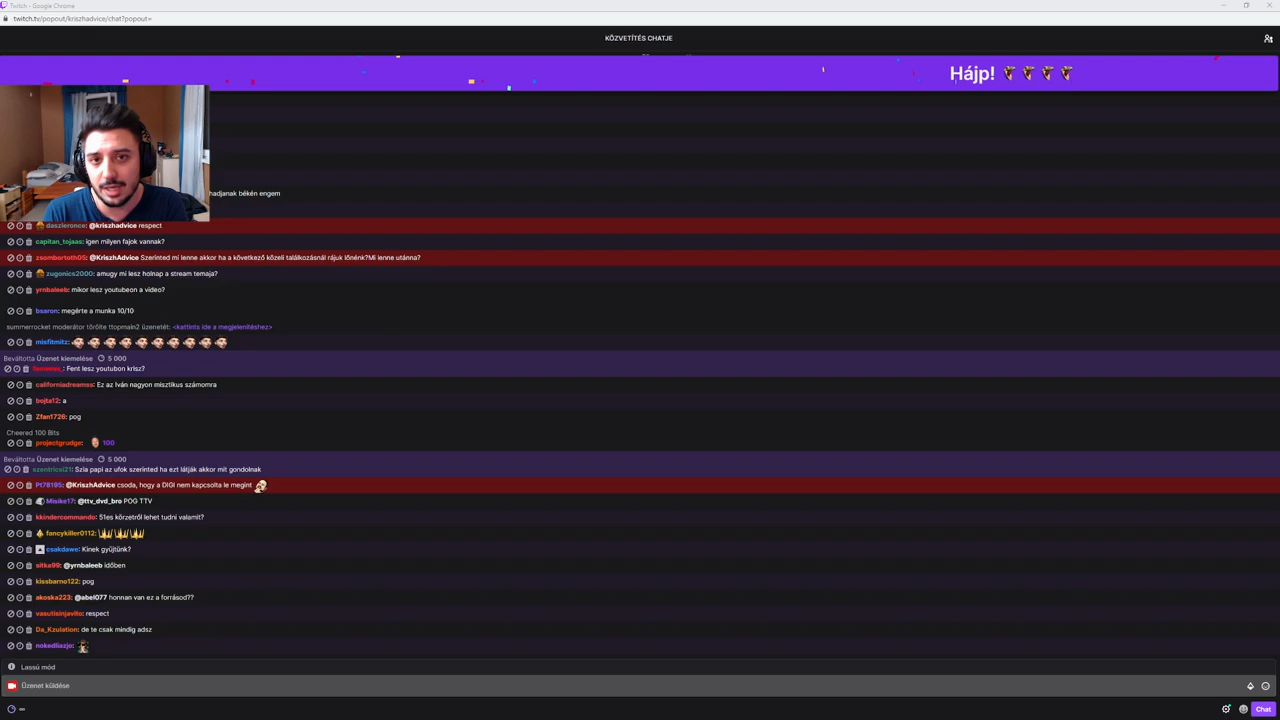 Twitch - Google Chrome
twitch.tv/popout/kriszhadvice/chat?popout=
KÖZVETÍTÉS CHATJE
Hájp!
hadjanak békén engem
daszleronce: @kriszhadvice respect
capitan_tojaas: igen milyen fajok vannak?
zsombortoth05: @KriszhAdvice Szerinted mi lenne akkor ha a következő közeli találkozásnál rájuk lőnénk?Mi lenne utánna?
zugonics2000: amugy mi lesz holnap a stream temaja?
yrnbaleeb: mikor lesz youtubeon a video?
bsaron: megérte a munka 10/10
summerrocket moderátor törölte ttopmain2 üzenetét: <kattints ide a megjelenítéshez>
misfitmitz:
Beváltotta Üzenet kiemelése 5 000
Fent lesz youtubon krisz?
californiadreamss: Ez az Iván nagyon misztikus számomra
bojta12: a
Zfan1726: pog
Cheered 100 Bits
projectgrudge: 100
Beváltotta Üzenet kiemelése 5 000
szentricsi21: Szia papi az ufok szerinted ha ezt látják akkor mit gondolnak
Pt78195: @KriszhAdvice csoda, hogy a DIGI nem kapcsolta le megint
Misike17: @ttv_dvd_bro POG TTV
kkindercommando: 51es körzetről lehet tudni valamit?
fancykiller0112:
csakdawe: Kinek gyűjtünk?
sitka99: @yrnbaleeb időben
kissbarno122: pog
akoska223: @abel077 honnan van ez a forrásod??
vasutisinjavito: respect
Da_Kzulation: de te csak mindig adsz
nokedliazjo:
Lassú mód
Üzenet küldése
Chat